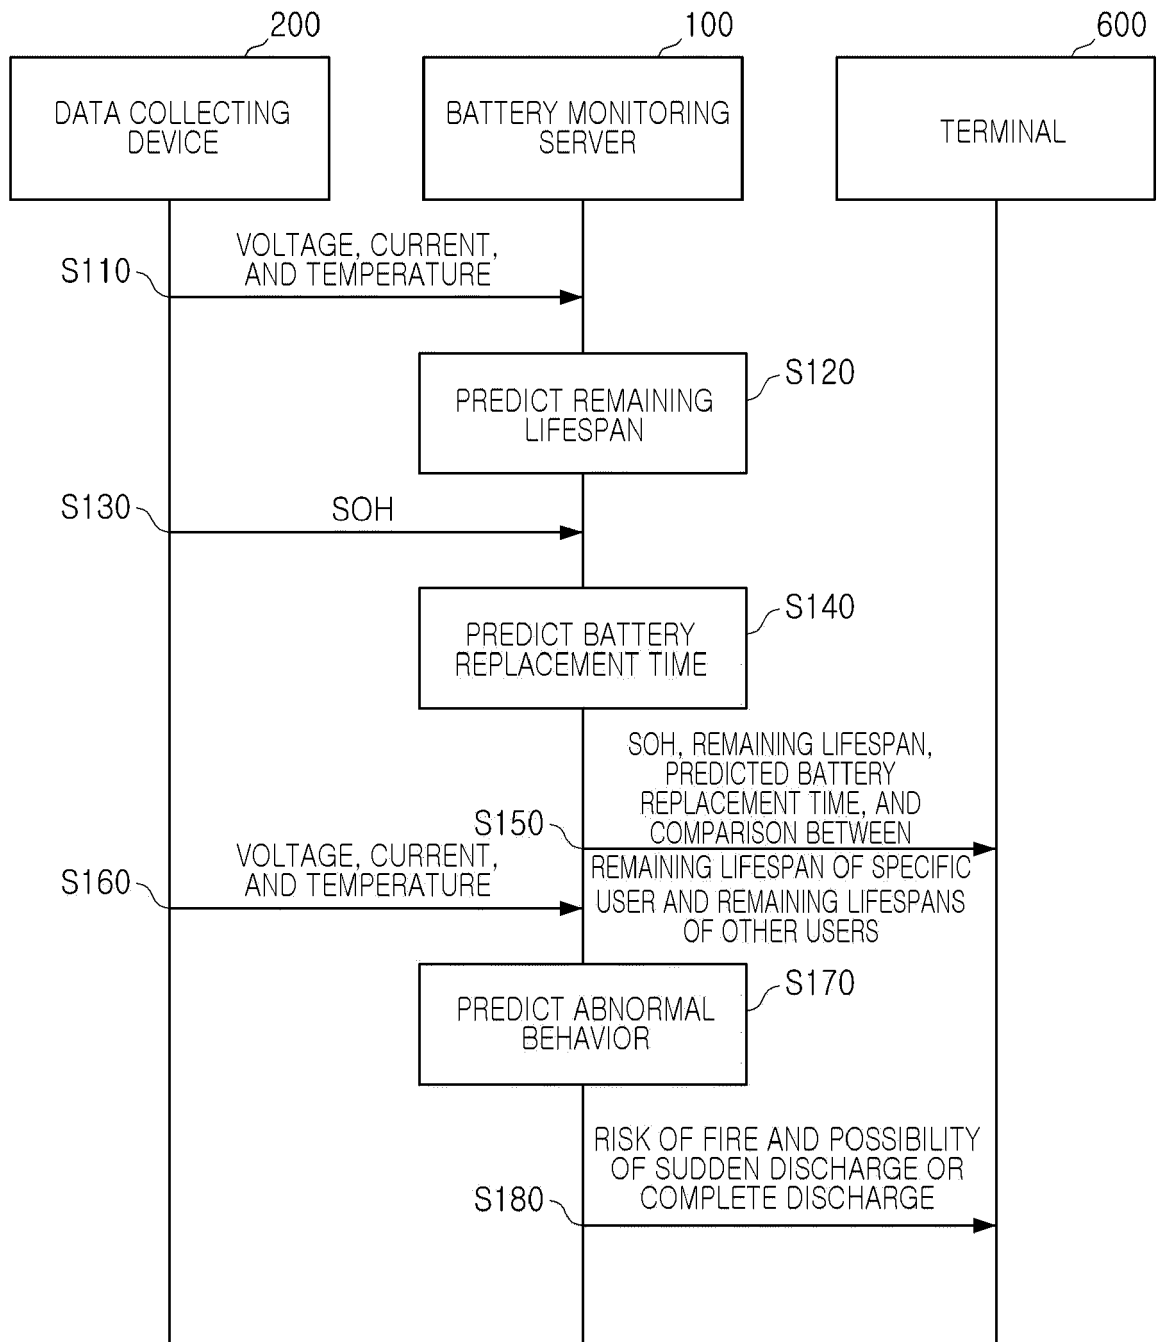 200
100
600
DATA COLLECTING
DEVICE
BATTERY MONITORING
SERVER
TERMINAL
VOLTAGE, CURRENT,
AND TEMPERATURE
S110
S120
PREDICT REMAINING
LIFESPAN
S130
SOH
S140
PREDICT BATTERY
REPLACEMENT TIME
SOH, REMAINING LIFESPAN,
PREDICTED BATTERY
REPLACEMENT TIME, AND
COMPARISON BETWEEN
REMAINING LIFESPAN OF SPECIFIC
USER AND REMAINING LIFESPANS
OF OTHER USERS
S150
VOLTAGE, CURRENT,
AND TEMPERATURE
S160
S170
PREDICT ABNORMAL
BEHAVIOR
RISK OF FIRE AND POSSIBILITY
OF SUDDEN DISCHARGE OR
COMPLETE DISCHARGE
S180